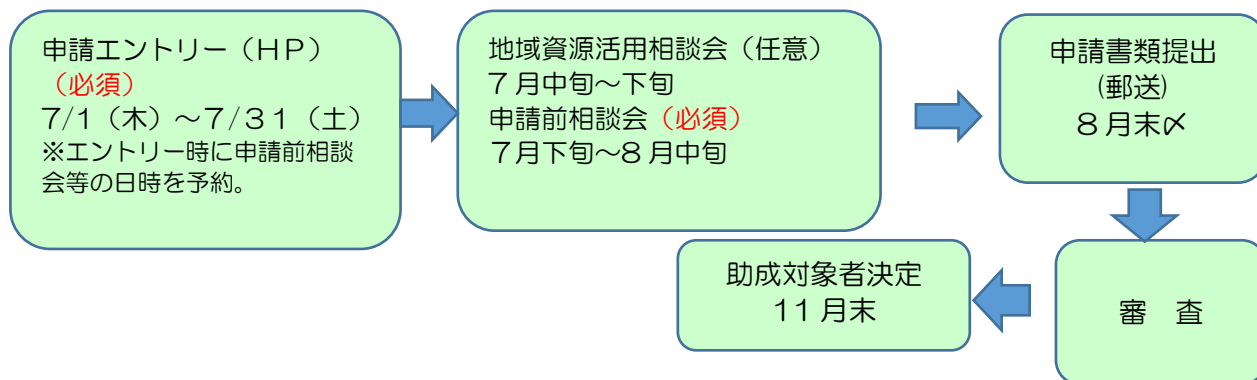 申請エントリー（ＨＰ）
（必須）
７/１（木）～７/３１（土）
※エントリー時に申請前相談
会等の日時を予約。
地域資源活用相談会（任意）
７月中旬～下旬
申請前相談会（必須）
７月下旬～８月中旬
申請書類提出
(郵送)
８月末〆
審　査
助成対象者決定
１１月末